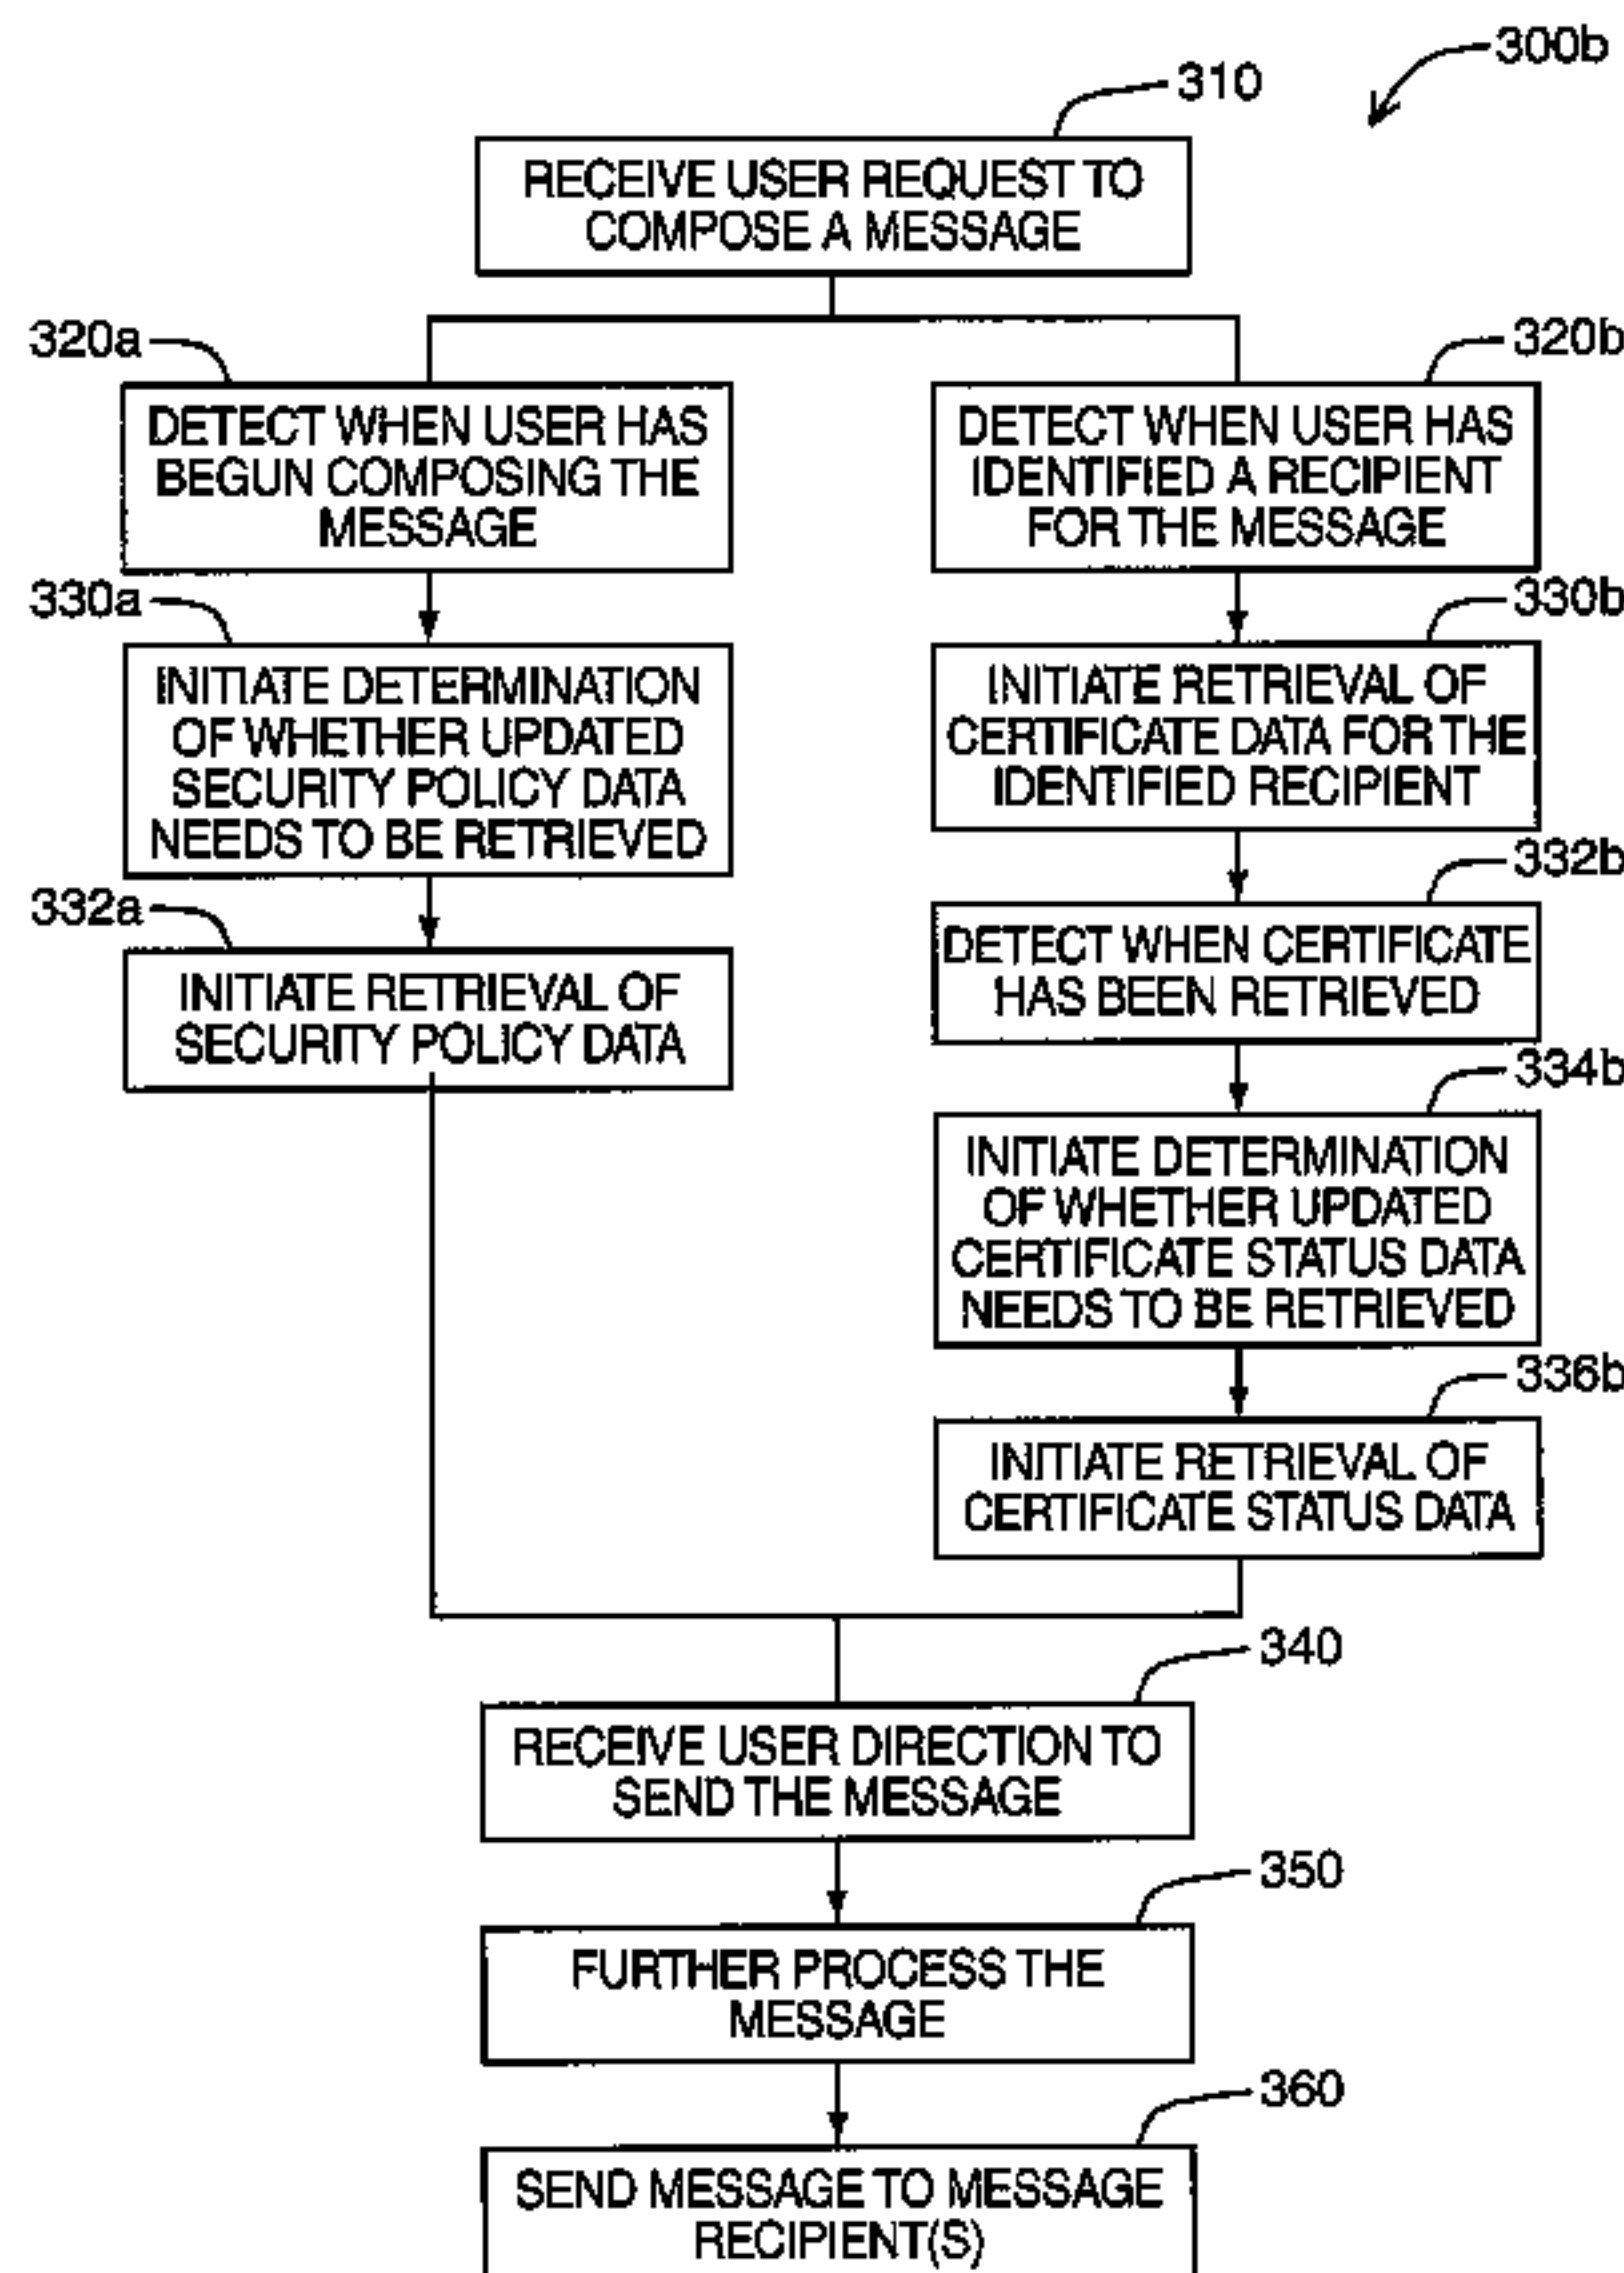 300b
310
RECEIVE USER REQUEST TO
COMPOSE A MESSAGE
320a
DETECT WHEN USER HAS
BEGUN COMPOSING THE
MESSAGE
320b
DETECT WHEN USER HAS
IDENTIFIED A RECIPIENT
FOR THE MESSAGE
330a
INITIATE DETERMINATION
OF WHETHER UPDATED
SECURITY POLICY DATA
NEEDS TO BE RETRIEVED
330b
INITIATE RETRIEVAL OF
CERTIFICATE DATA FOR THE
IDENTIFIED RECIPIENT
332a
INITIATE RETRIEVAL OF
SECURITY POLICY DATA
332b
DETECT WHEN CERTIFICATE
HAS BEEN RETRIEVED
334b
INITIATE DETERMINATION
OF WHETHER UPDATED
CERTIFICATE STATUS DATA
NEEDS TO BE RETRIEVED
336b
INITIATE RETRIEVAL OF
CERTIFICATE STATUS DATA
340
RECEIVE USER DIRECTION TO
SEND THE MESSAGE
350
FURTHER PROCESS THE
MESSAGE
360
SEND MESSAGE TO MESSAGE
RECIPIENT(S)